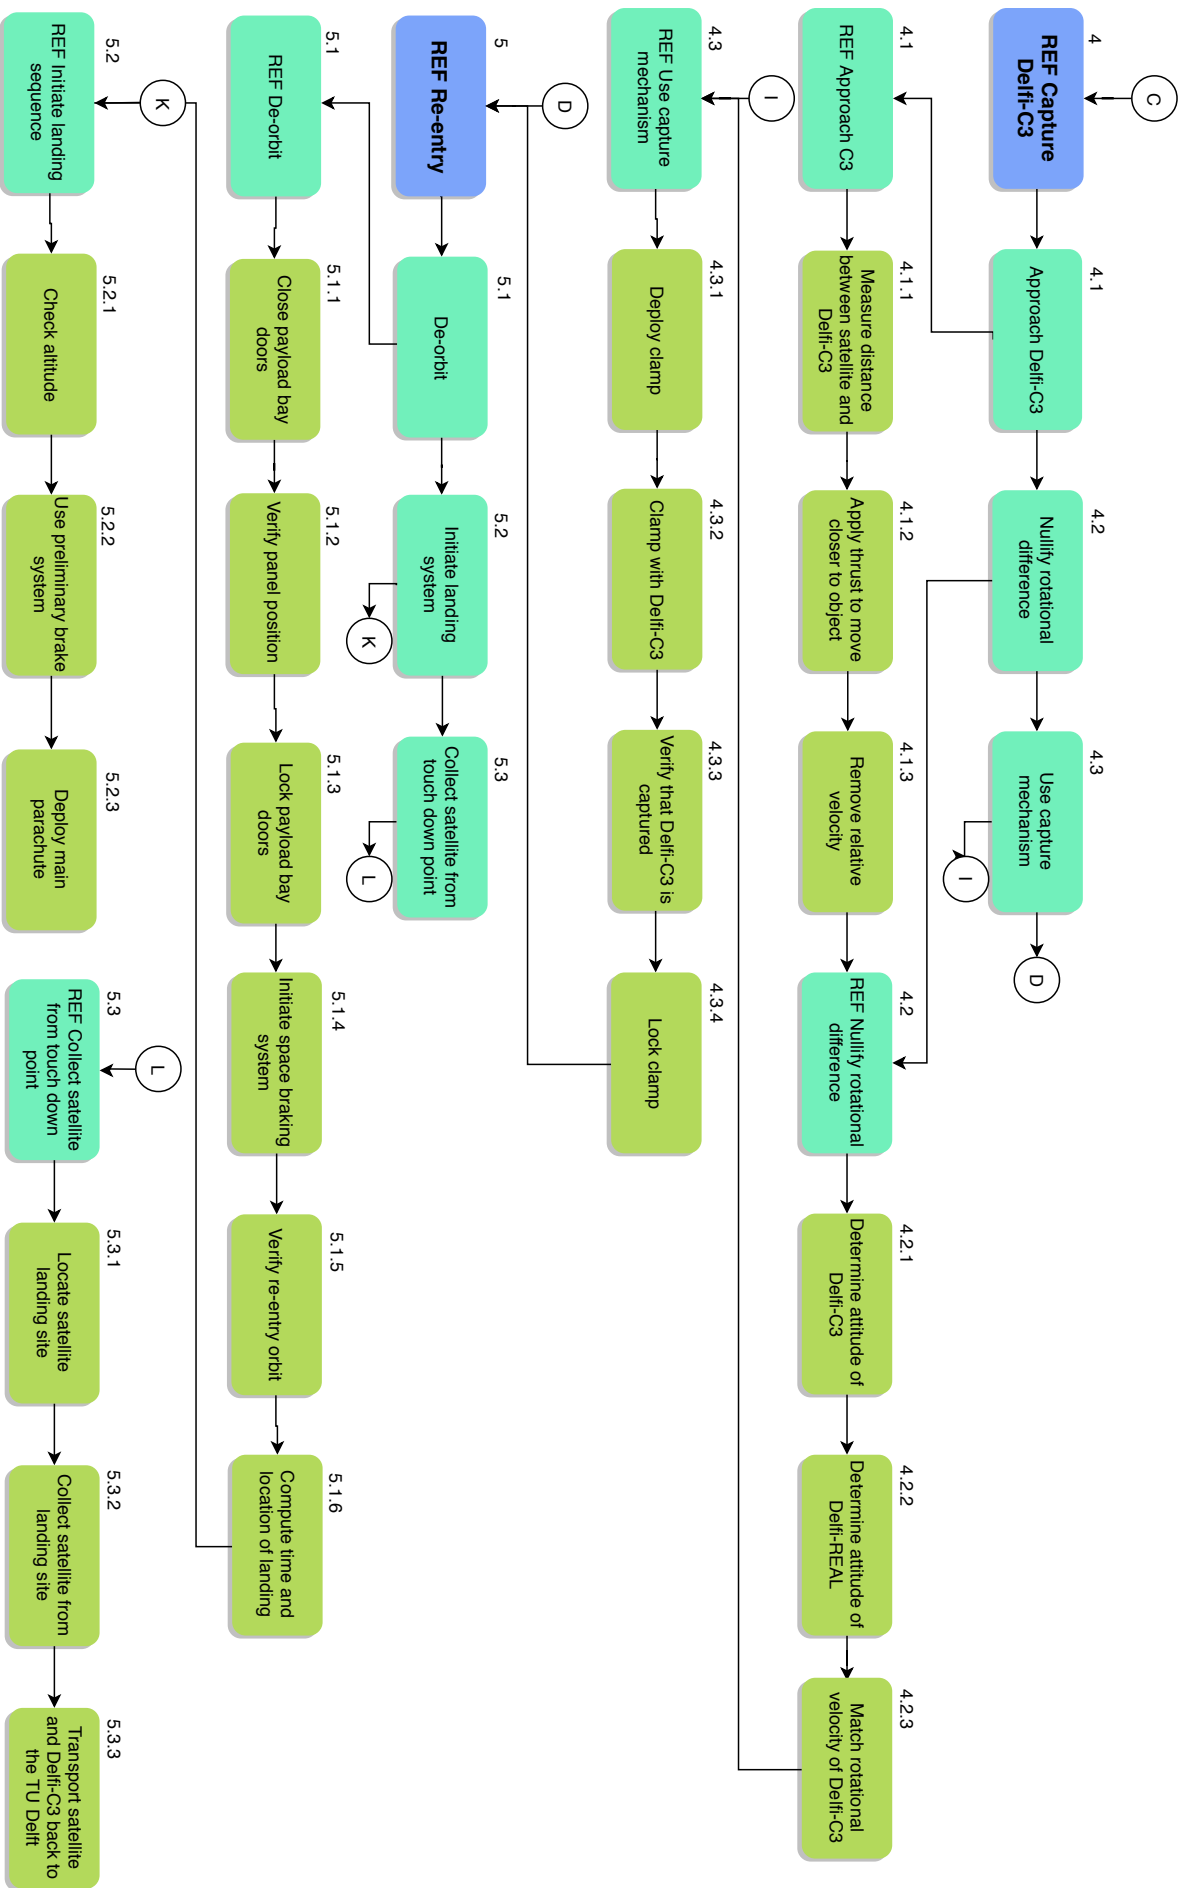 C
4
REF Capture
Delfi-C3
4.1
Approach Delfi-C3
4.2
Nullify rotational
difference
4.3
Use capture
mechanism
I
D
4.1
REF Approach C3
4.1.1
Measure distance
between satellite and
Delfi-C3
4.1.2
Apply thrust to move
closer to object
4.1.3
Remove relative
velocity
4.2
REF Nullify rotational
difference
4.2.1
Determine attitude of
Delfi-C3
4.2.2
Determine attitude of
Delfi-REAL
4.2.3
Match rotational
velocity of Delfi-C3
I
4.3
REF Use capture
mechanism
4.3.1
Deploy clamp
4.3.2
Clamp with Delfi-C3
4.3.3
Verify that Delfi-C3 is
captured
4.3.4
Lock clamp
D
5
REF Re-entry
5.1
De-orbit
5.2
Initiate landing
system
K
5.3
Collect satellite from
touch down point
L
5.1
REF De-orbit
5.1.1
Close payload bay
doors
5.1.2
Verify panel position
5.1.3
Lock payload bay
doors
5.1.4
Initiate space braking
system
5.1.5
Verify re-entry orbit
5.1.6
Compute time and
location of landing
K
5.2
REF Initiate landing
sequence
5.2.1
Check altitude
5.2.2
Use preliminary brake
system
5.2.3
Deploy main
parachute
L
5.3
REF Collect satellite
from touch down
point
5.3.1
Locate satellite
landing site
5.3.2
Collect satellite from
landing site
5.3.3
Transport satellite
and Delfi-C3 back to
the TU Delft